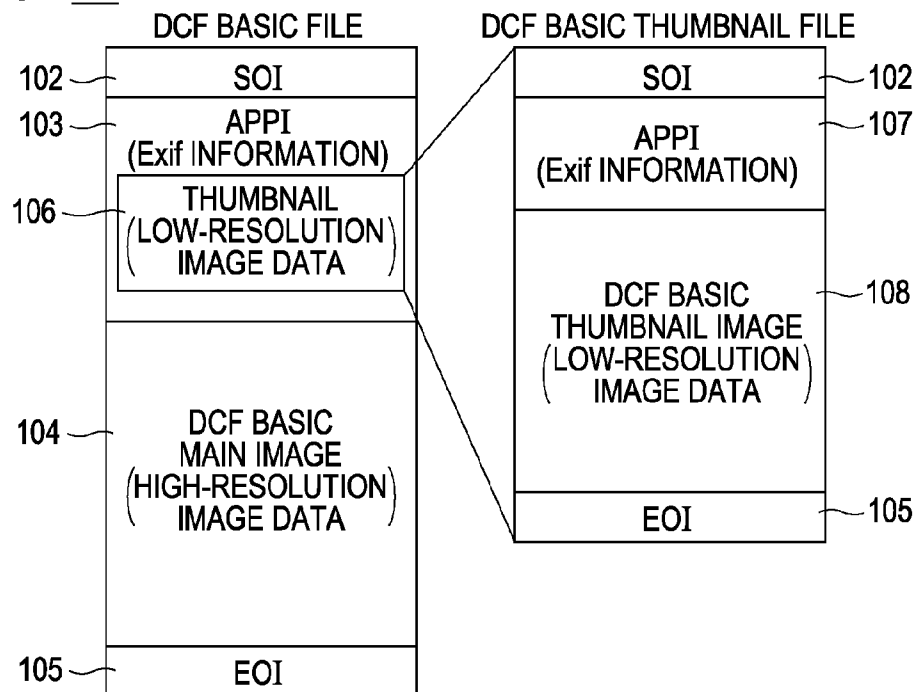 DCF BASIC FILE
102
SOI
103
APPI
(Exif INFORMATION)
106
THUMBNAIL
(LOW-RESOLUTION
IMAGE DATA)
104
DCF BASIC
MAIN IMAGE
(HIGH-RESOLUTION
IMAGE DATA)
105
EOI
DCF BASIC THUMBNAIL FILE
SOI
102
APPI
(Exif INFORMATION)
107
DCF BASIC
THUMBNAIL IMAGE
(LOW-RESOLUTION
IMAGE DATA)
108
EOI
105